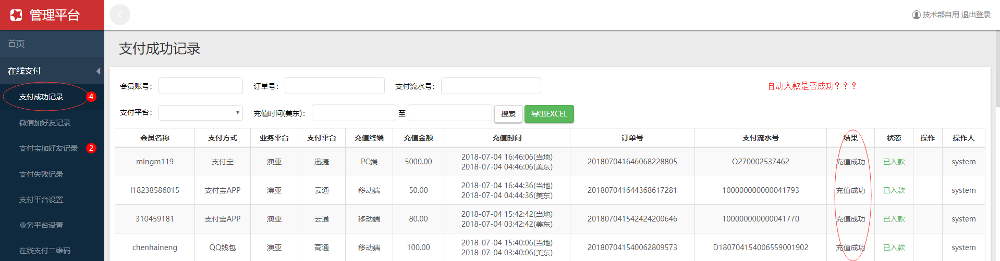 管理平台
技术部自用 退出登录
首页
在线支付
支付成功记录 4
微信加好友记录
支付宝加好友记录 2
支付失败记录
支付平台设置
业务平台设置
在线支付二维码
支付成功记录
会员账号： 订单号： 支付流水号：
自动入款是否成功？？？
支付平台： 充值时间(美东)： 至 搜索 导出EXCEL
会员名称 支付方式 业务平台 支付平台 充值终端 充值金额 充值时间 订单号 支付流水号 结果 状态 操作 操作人
mingm119 支付宝 澳亚 迅捷 PC端 5000.00 2018-07-04 16:46:06(当地) 201807041646068228805 O270002537462 充值成功 已入款 system
2018-07-04 04:46:06(美东)
l18238586015 支付宝APP 澳亚 云通 移动端 50.00 2018-07-04 16:44:36(当地) 201807041644368617281 100000000000041793 充值成功 已入款 system
2018-07-04 04:44:36(美东)
310459181 支付宝APP 澳亚 云通 移动端 80.00 2018-07-04 15:42:42(当地) 201807041542424200646 100000000000041770 充值成功 已入款 system
2018-07-04 03:42:42(美东)
chenhaineng QQ钱包 澳亚 高通 移动端 100.00 2018-07-04 15:40:06(当地) 201807041540062809573 D180704154006559001902 充值成功 已入款 system
2018-07-04 03:40:06(美东)